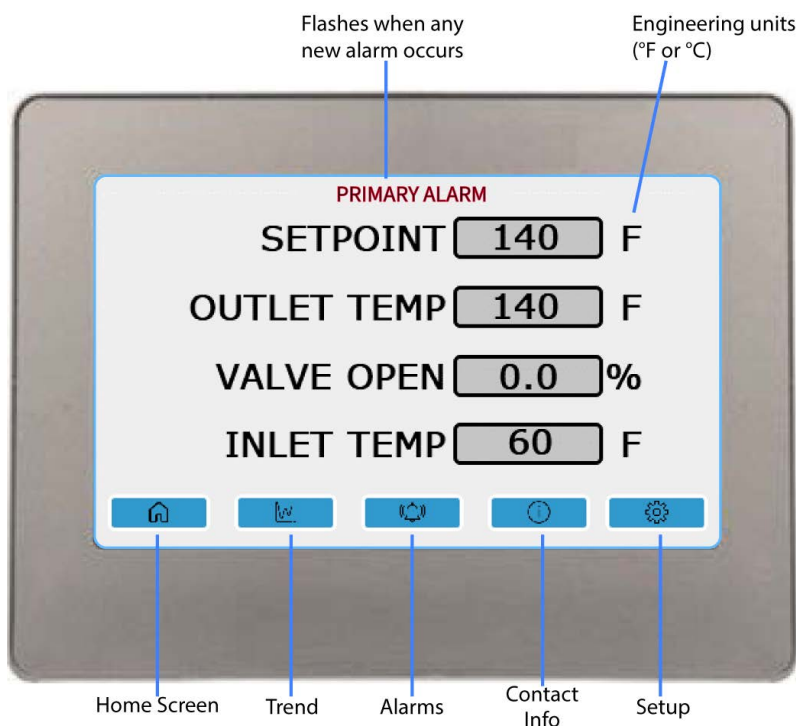 Flashes when any
new alarm occurs
Engineering units
(°F or °C)
PRIMARY ALARM
SETPOINT 140 F
OUTLET TEMP 140 F
VALVE OPEN 0.0 %
INLET TEMP 60 F
Home Screen
Trend
Alarms
Contact
Info
Setup